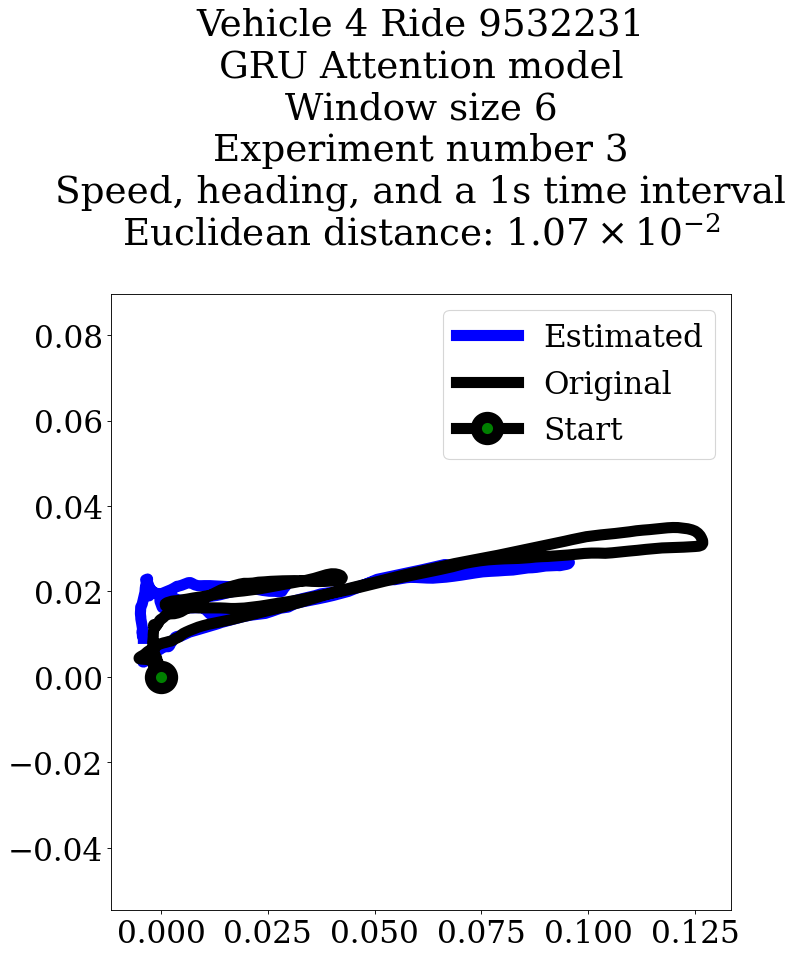 Vehicle 4 Ride 9532231
GRU Attention model
Window size 6
Experiment number 3
Speed, heading, and a 1s time interval
Euclidean distance: 1.07 × 10⁻²
Estimated
Original
Start
0.08
0.06
0.04
0.02
0.00
−0.02
−0.04
0.000 0.025 0.050 0.075 0.100 0.125